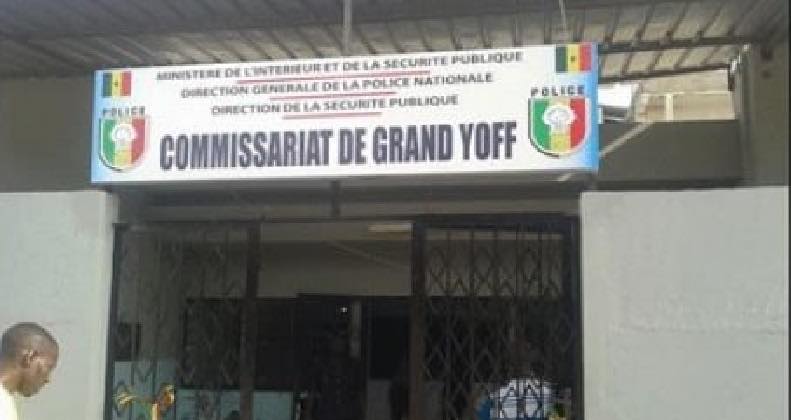 MINISTERE DE L'INTERIEUR ET DE LA SECURITE PUBLIQUE
DIRECTION GENERALE DE LA POLICE NATIONALE
DIRECTION DE LA SECURITE PUBLIQUE
POLICE
POLICE
COMMISSARIAT DE GRAND YOFF